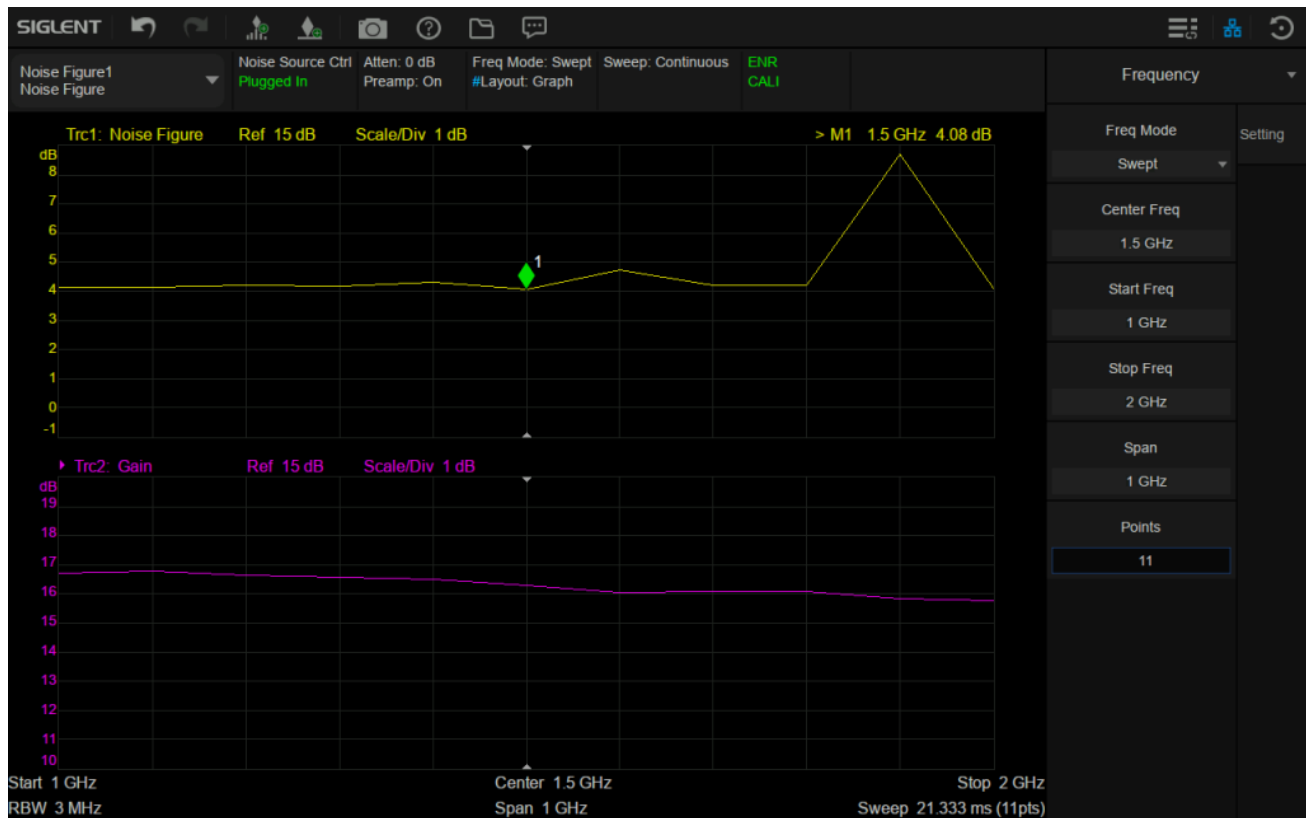 SIGLENT
Noise Figure1
Noise Figure
Noise Source Ctrl
Plugged In
Atten: 0 dB
Preamp: On
Freq Mode: Swept
#Layout: Graph
Sweep: Continuous
ENR
CALI
Frequency
Trc1: Noise Figure Ref 15 dB Scale/Div 1 dB > M1 1.5 GHz 4.08 dB
dB
8
7
6
5
4
3
2
1
0
-1
1
Trc2: Gain Ref 15 dB Scale/Div 1 dB
dB
19
18
17
16
15
14
13
12
11
10
Start 1 GHz Center 1.5 GHz Stop 2 GHz
RBW 3 MHz Span 1 GHz Sweep 21.333 ms (11pts)
Freq Mode
Swept
Center Freq
1.5 GHz
Start Freq
1 GHz
Stop Freq
2 GHz
Span
1 GHz
Points
11
Setting